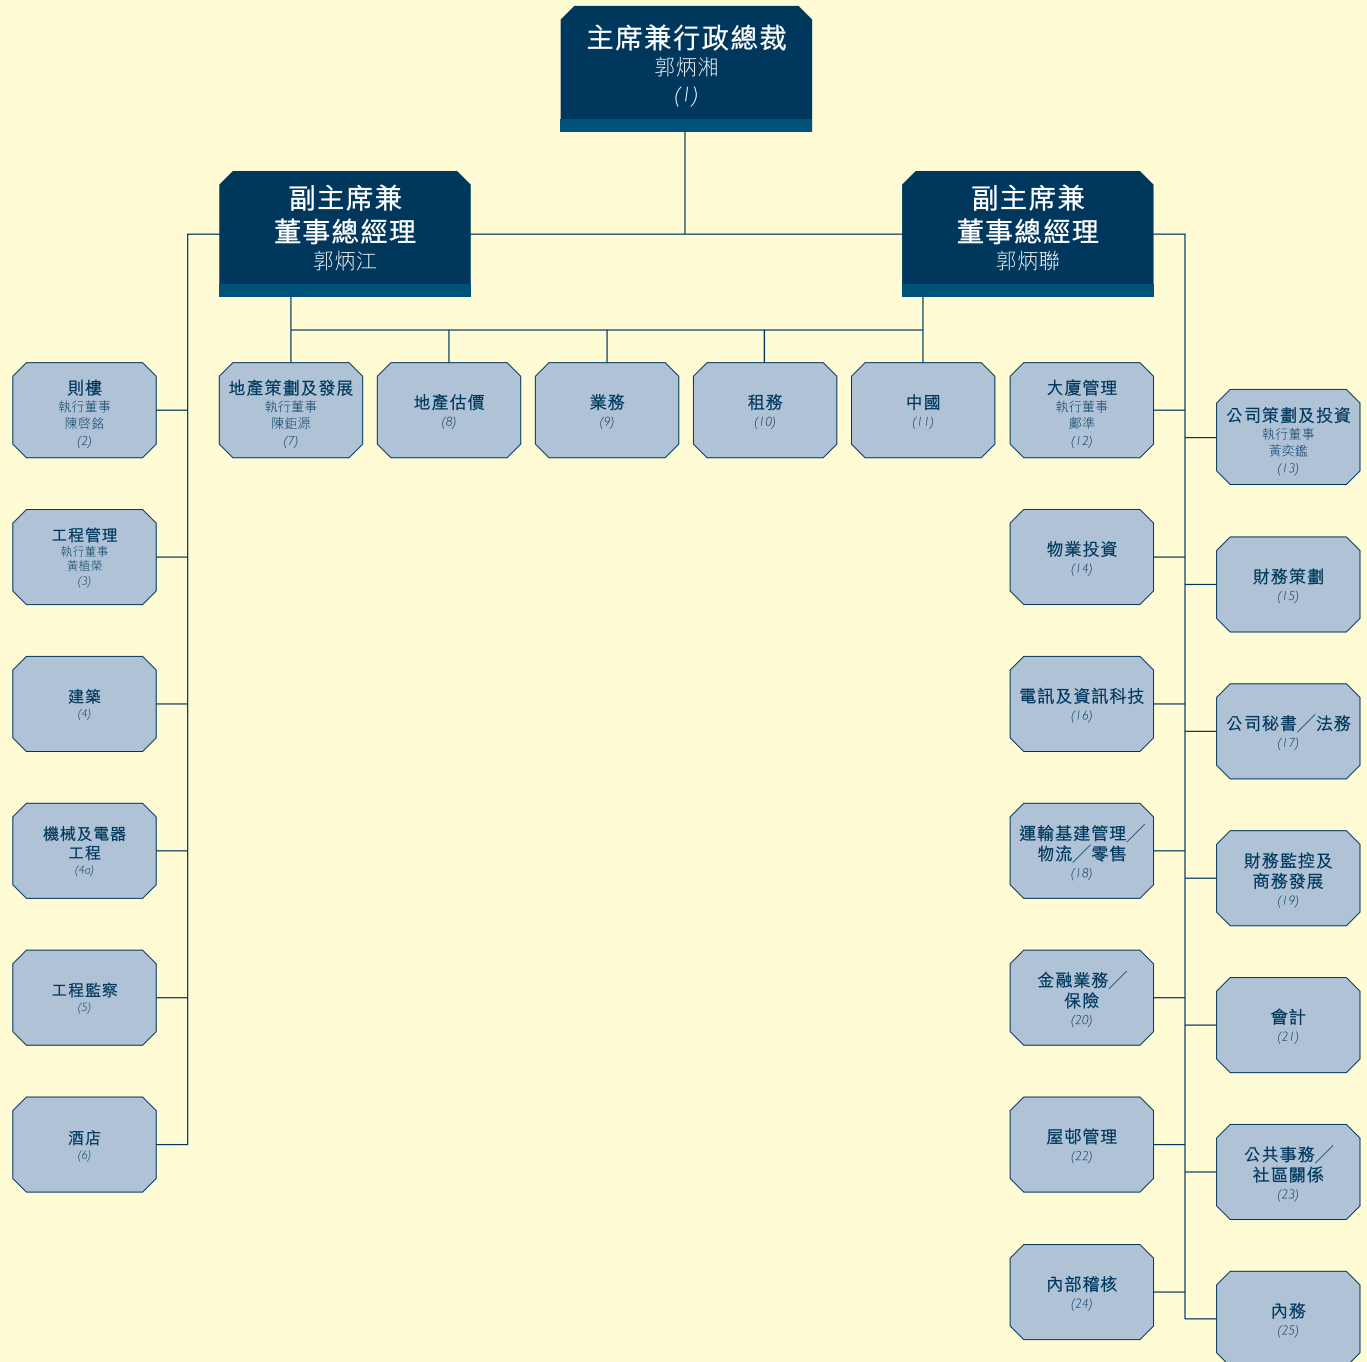 主席兼行政總裁
郭炳湘
(1)
副主席兼
董事總經理
郭炳江
副主席兼
董事總經理
郭炳聯
則樓
執行董事
陳啓銘
(2)
地產策劃及發展
執行董事
陳鉅源
(7)
地產估價
(8)
業務
(9)
租務
(10)
中國
(11)
大廈管理
執行董事
鄺準
(12)
公司策劃及投資
執行董事
黃奕鑑
(13)
工程管理
執行董事
黃植榮
(3)
物業投資
(14)
財務策劃
(15)
建築
(4)
電訊及資訊科技
(16)
公司秘書／法務
(17)
機械及電器
工程
(4a)
運輸基建管理／
物流／零售
(18)
財務監控及
商務發展
(19)
工程監察
(5)
金融業務／
保險
(20)
會計
(21)
酒店
(6)
屋邨管理
(22)
公共事務／
社區關係
(23)
內部稽核
(24)
內務
(25)